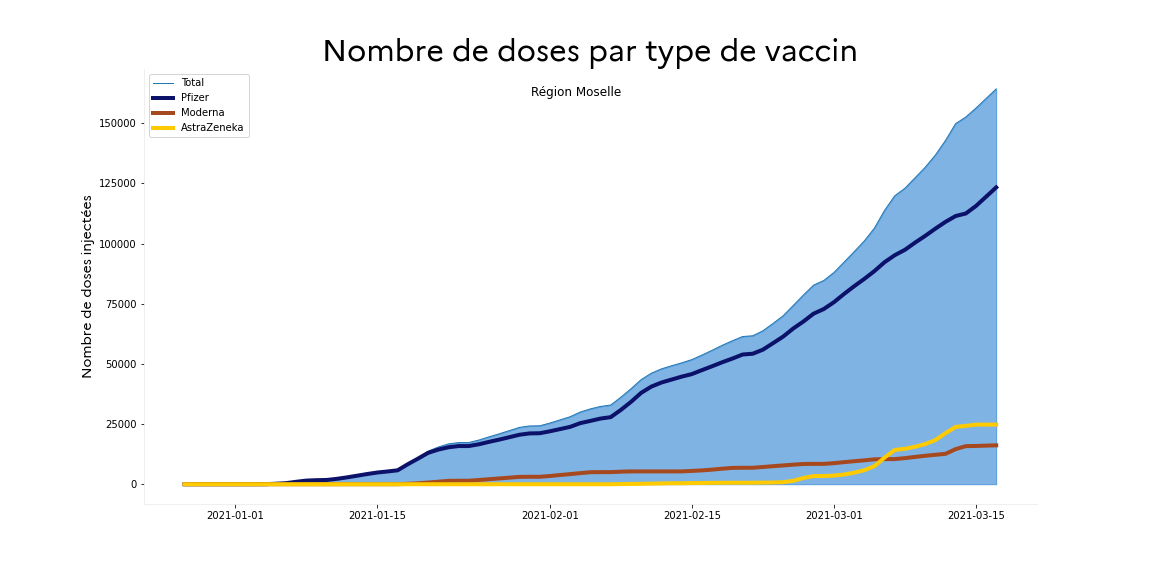 Nombre de doses par type de vaccin
Région Moselle
Total
Pfizer
Moderna
AstraZeneka
Nombre de doses injectées
150000
125000
100000
75000
50000
25000
0
2021-01-01
2021-01-15
2021-02-01
2021-02-15
2021-03-01
2021-03-15